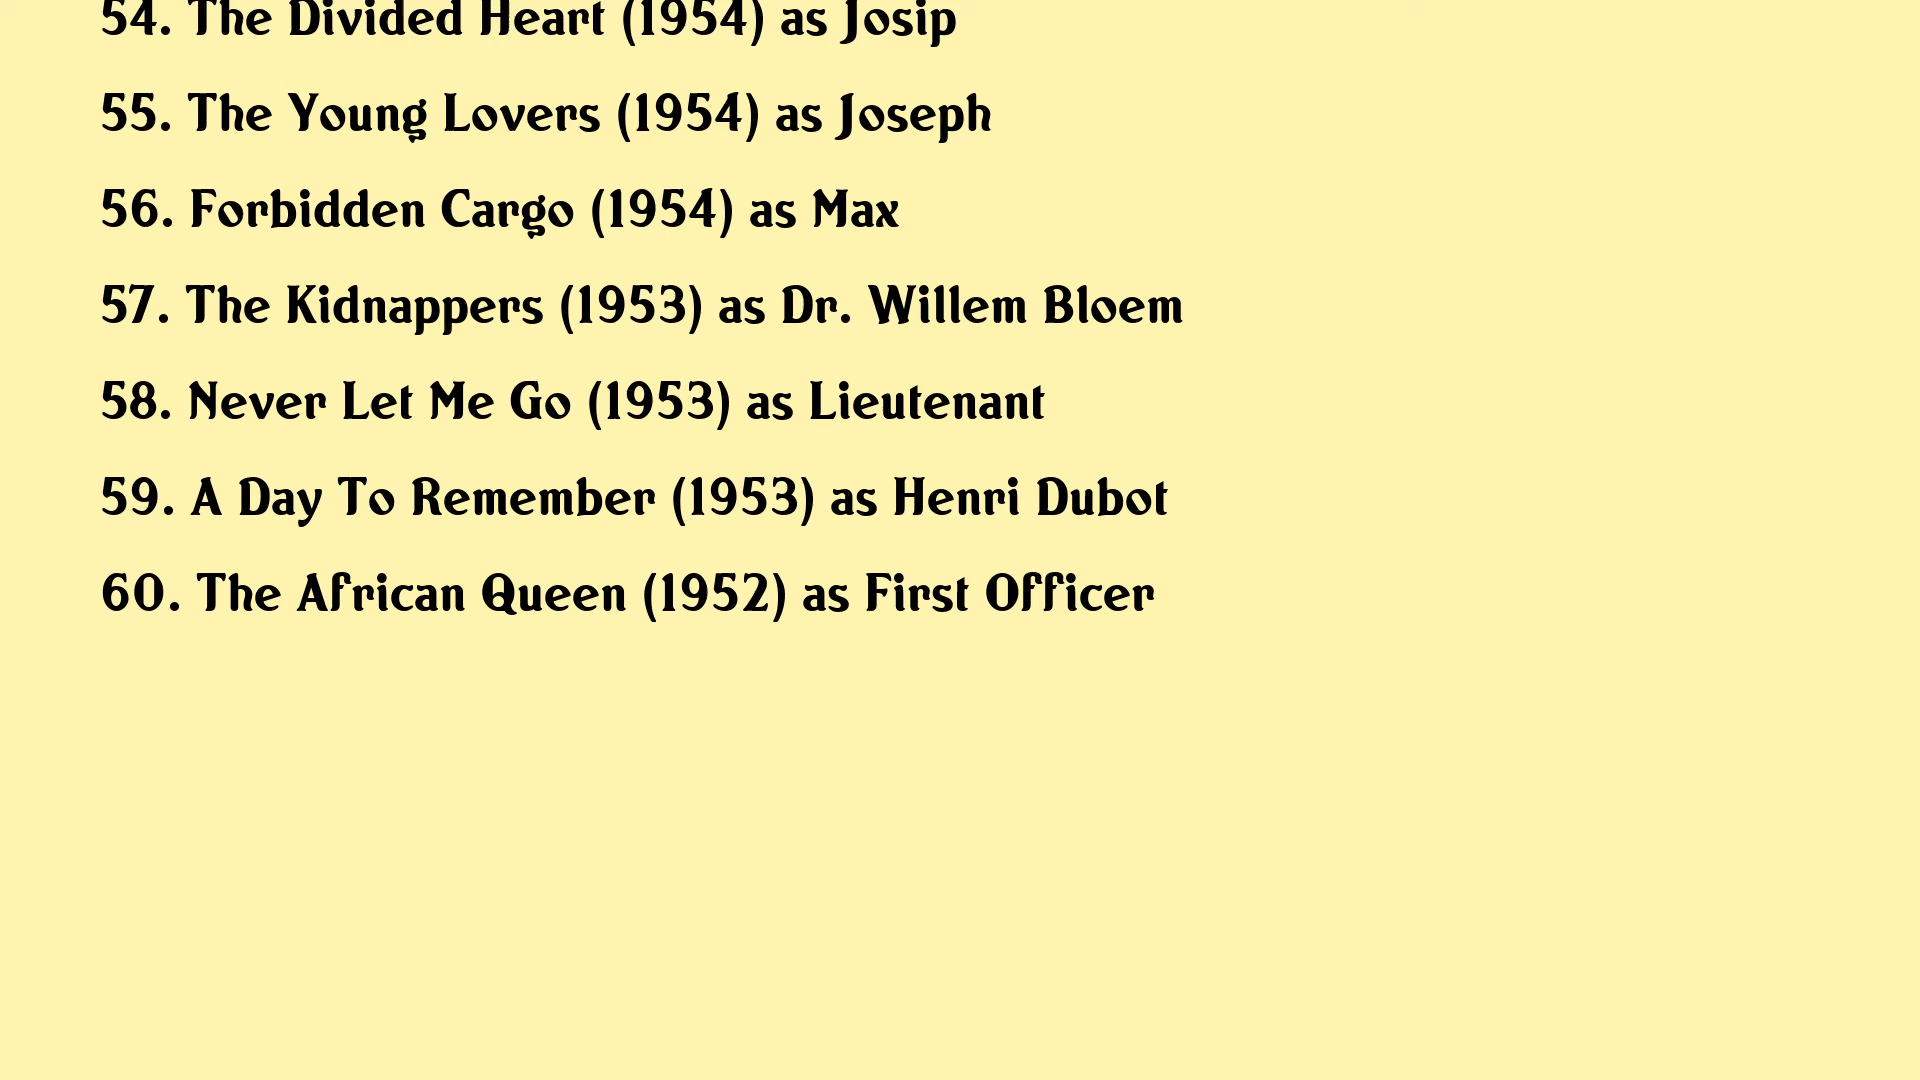 54. The Divided Heart (1954) as Josip
55. The Young Lovers (1954) as Joseph
56. Forbidden Cargo (1954) as Max
57. The Kidnappers (1953) as Dr. Willem Bloem
58. Never Let Me Go (1953) as Lieutenant
59. A Day To Remember (1953) as Henri Dubot
60. The African Queen (1952) as First Officer